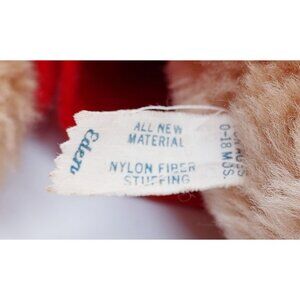 Eden
ALL NEW
MATERIAL
NYLON FIBER
STUFFING
0-18 MOS.